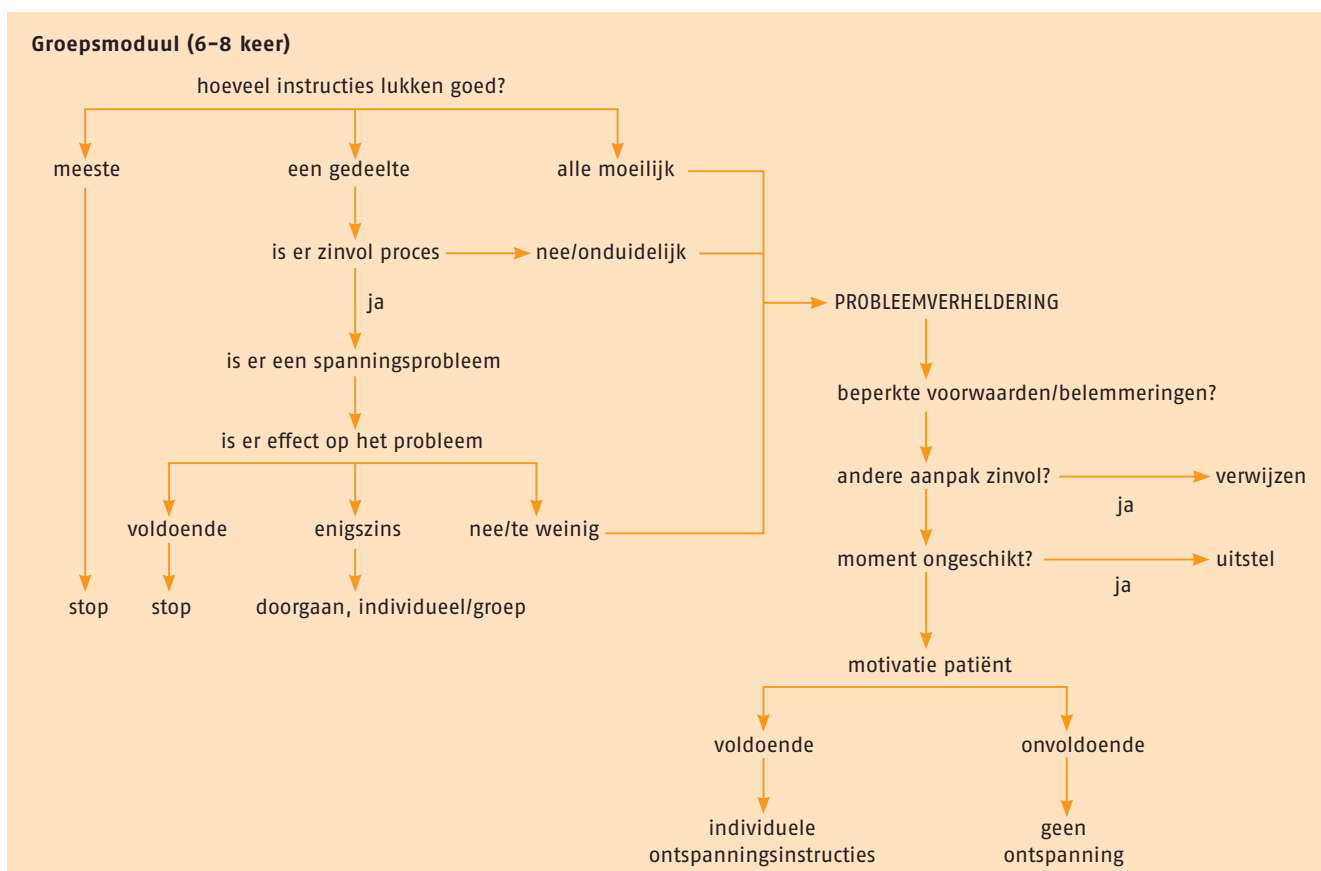 Groepsmoduul (6-8 keer)
hoeveel instructies lukken goed?
meeste
een gedeelte
alle moeilijk
is er zinvol proces
nee/onduidelijk
ja
PROBLEEMVERHELDERING
is er een spanningsprobleem
beperkte voorwaarden/belemmeringen?
is er effect op het probleem
andere aanpak zinvol?
verwijzen
ja
voldoende
enigszins
nee/te weinig
moment ongeschikt?
uitstel
ja
stop
stop
doorgaan, individueel/groep
motivatie patiënt
voldoende
onvoldoende
individuele
ontspanningsinstructies
geen
ontspanning